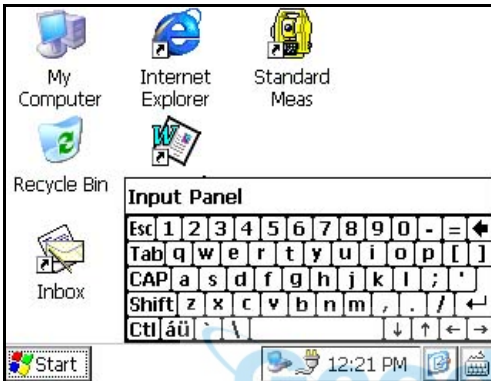 My Computer
Internet Explorer
Standard Meas
Recycle Bin
Inbox
Input Panel
Esc 1 2 3 4 5 6 7 8 9 0 - =
Tab q w e r t y u i o p [ ]
CAP a s d f g h j k l ; '
Shift z x c v b n m , . /
Ctl áü ` \
Start
12:21 PM